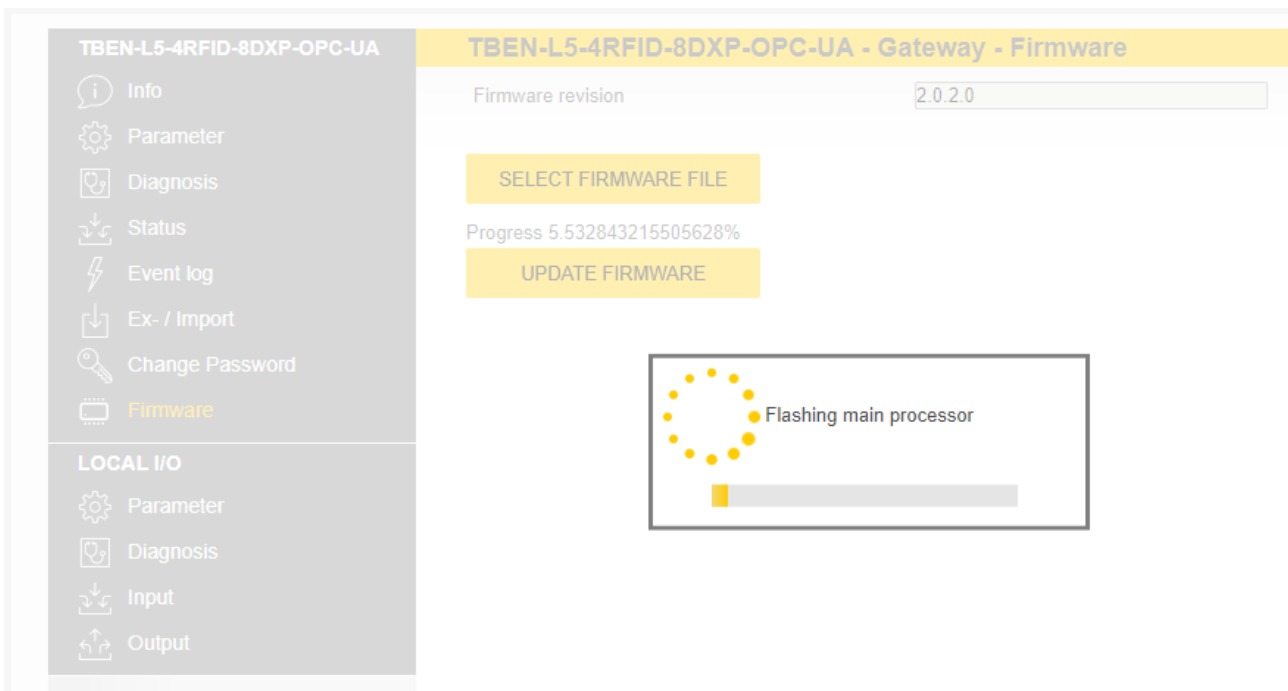 TBEN-L5-4RFID-8DXP-OPC-UA
Info
Parameter
Diagnosis
Status
Event log
Ex- / Import
Change Password
Firmware
LOCAL I/O
Parameter
Diagnosis
Input
Output
TBEN-L5-4RFID-8DXP-OPC-UA - Gateway - Firmware
Firmware revision 2.0.2.0
SELECT FIRMWARE FILE
Progress 5.532843215505628%
UPDATE FIRMWARE
Flashing main processor